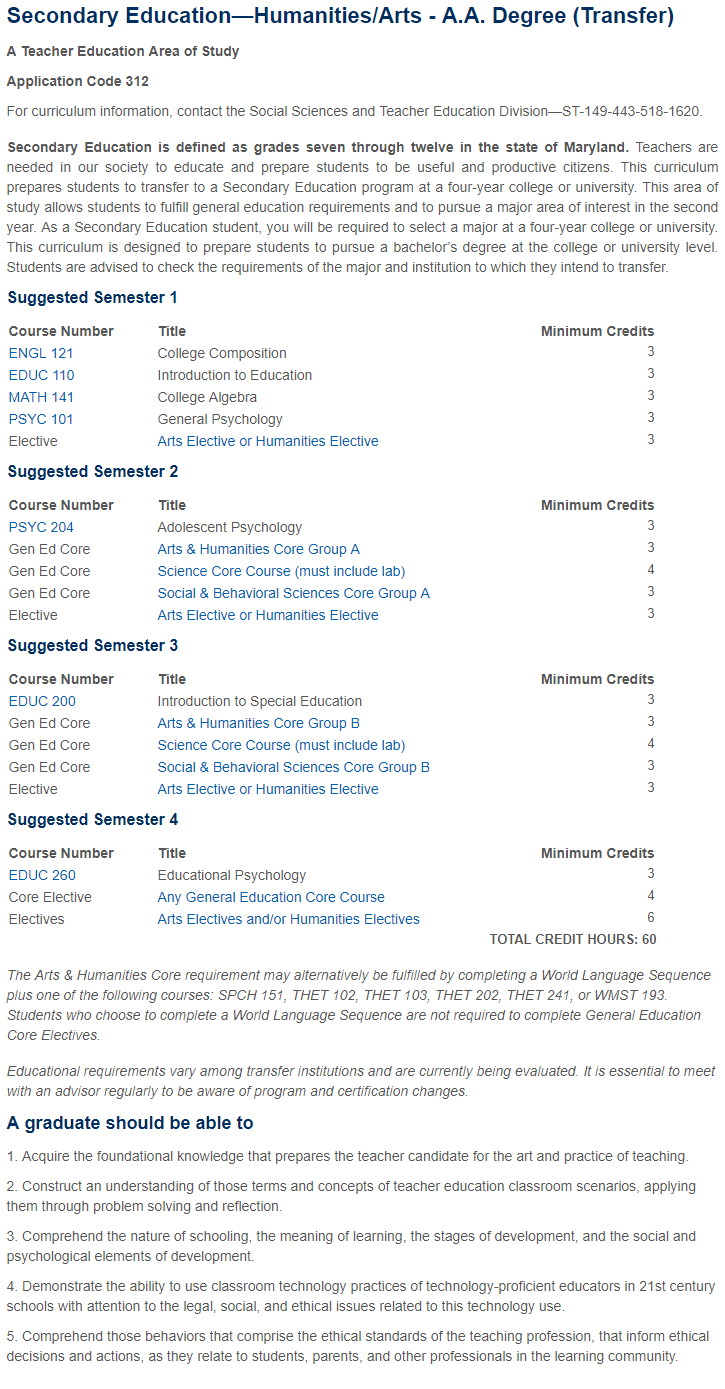 Secondary Education—Humanities/Arts - A.A. Degree (Transfer)
A Teacher Education Area of Study
Application Code 312
For curriculum information, contact the Social Sciences and Teacher Education Division—ST-149-443-518-1620.
Secondary Education is defined as grades seven through twelve in the state of Maryland. Teachers are
needed in our society to educate and prepare students to be useful and productive citizens. This curriculum
prepares students to transfer to a Secondary Education program at a four-year college or university. This area of
study allows students to fulfill general education requirements and to pursue a major area of interest in the second
year. As a Secondary Education student, you will be required to select a major at a four-year college or university.
This curriculum is designed to prepare students to pursue a bachelor's degree at the college or university level.
Students are advised to check the requirements of the major and institution to which they intend to transfer.
Suggested Semester 1
Course Number Title Minimum Credits
ENGL 121 College Composition 3
EDUC 110 Introduction to Education 3
MATH 141 College Algebra 3
PSYC 101 General Psychology 3
Elective Arts Elective or Humanities Elective 3
Suggested Semester 2
Course Number Title Minimum Credits
PSYC 204 Adolescent Psychology 3
Gen Ed Core Arts & Humanities Core Group A 3
Gen Ed Core Science Core Course (must include lab) 4
Gen Ed Core Social & Behavioral Sciences Core Group A 3
Elective Arts Elective or Humanities Elective 3
Suggested Semester 3
Course Number Title Minimum Credits
EDUC 200 Introduction to Special Education 3
Gen Ed Core Arts & Humanities Core Group B 3
Gen Ed Core Science Core Course (must include lab) 4
Gen Ed Core Social & Behavioral Sciences Core Group B 3
Elective Arts Elective or Humanities Elective 3
Suggested Semester 4
Course Number Title Minimum Credits
EDUC 260 Educational Psychology 3
Core Elective Any General Education Core Course 4
Electives Arts Electives and/or Humanities Electives 6
TOTAL CREDIT HOURS: 60
The Arts & Humanities Core requirement may alternatively be fulfilled by completing a World Language Sequence
plus one of the following courses: SPCH 151, THET 102, THET 103, THET 202, THET 241, or WMST 193.
Students who choose to complete a World Language Sequence are not required to complete General Education
Core Electives.
Educational requirements vary among transfer institutions and are currently being evaluated. It is essential to meet
with an advisor regularly to be aware of program and certification changes.
A graduate should be able to
1. Acquire the foundational knowledge that prepares the teacher candidate for the art and practice of teaching.
2. Construct an understanding of those terms and concepts of teacher education classroom scenarios, applying
them through problem solving and reflection.
3. Comprehend the nature of schooling, the meaning of learning, the stages of development, and the social and
psychological elements of development.
4. Demonstrate the ability to use classroom technology practices of technology-proficient educators in 21st century
schools with attention to the legal, social, and ethical issues related to this technology use.
5. Comprehend those behaviors that comprise the ethical standards of the teaching profession, that inform ethical
decisions and actions, as they relate to students, parents, and other professionals in the learning community.